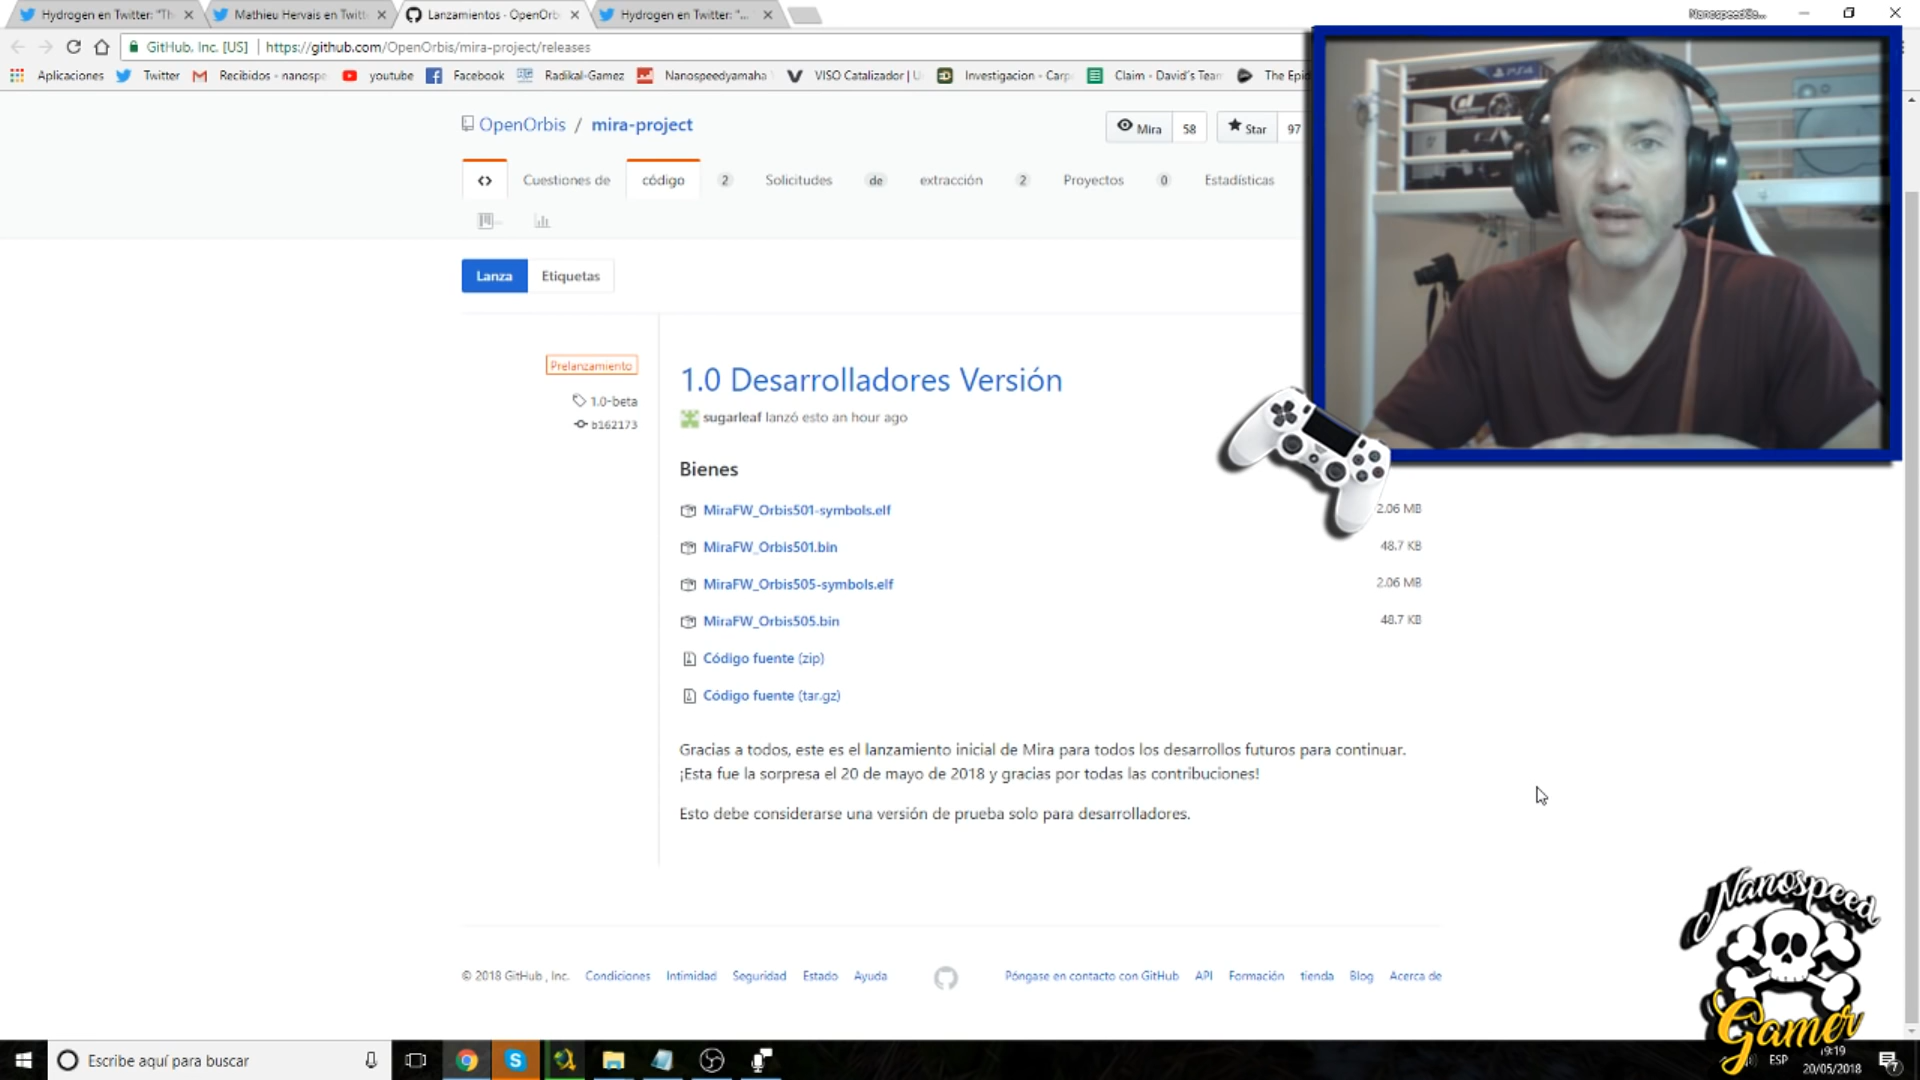 Hydrogen en Twitter: "Th
Mathieu Hervais en Twitt
Lanzamientos · OpenOrb
Hydrogen en Twitter: "...
GitHub, Inc. [US]
https://github.com/OpenOrbis/mira-project/releases
Aplicaciones
Twitter
Recibidos - nanospe
youtube
Facebook
Radikal-Gamez
Nanospeedyamaha
VISO Catalizador | U
Investigacion - Carp
Claim - David's Team
The Epi
PS4
OpenOrbis / mira-project
Mira 58
Star 97
<> Cuestiones de código 2 Solicitudes de extracción 2 Proyectos 0 Estadísticas
Lanza Etiquetas
Prelanzamiento
1.0-beta
b162173
1.0 Desarrolladores Versión
sugarleaf lanzó esto an hour ago
Bienes
MiraFW_Orbis501-symbols.elf 2.06 MB
MiraFW_Orbis501.bin 48.7 KB
MiraFW_Orbis505-symbols.elf 2.06 MB
MiraFW_Orbis505.bin 48.7 KB
Código fuente (zip)
Código fuente (tar.gz)
Gracias a todos, este es el lanzamiento inicial de Mira para todos los desarrollos futuros para continuar.
¡Esta fue la sorpresa el 20 de mayo de 2018 y gracias por todas las contribuciones!
Esto debe considerarse una versión de prueba solo para desarrolladores.
© 2018 GitHub , Inc. Condiciones Intimidad Seguridad Estado Ayuda
Póngase en contacto con GitHub API Formación tienda Blog Acerca de
Nanospeed
Gamer
Escribe aquí para buscar
ESP
19:19
20/05/2018
7